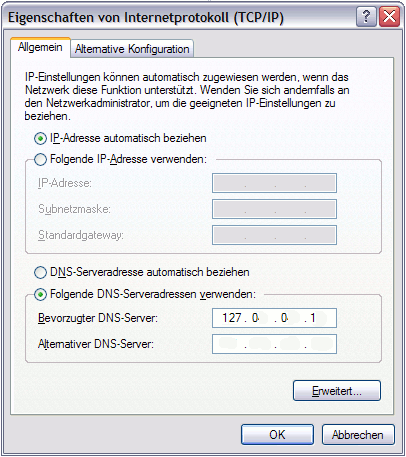 Eigenschaften von Internetprotokoll (TCP/IP)
Allgemein Alternative Konfiguration
IP-Einstellungen können automatisch zugewiesen werden, wenn das
Netzwerk diese Funktion unterstützt. Wenden Sie sich andernfalls an
den Netzwerkadministrator, um die geeigneten IP-Einstellungen zu
beziehen.
IP-Adresse automatisch beziehen
Folgende IP-Adresse verwenden:
IP-Adresse:
Subnetzmaske:
Standardgateway:
DNS-Serveradresse automatisch beziehen
Folgende DNS-Serveradressen verwenden:
Bevorzugter DNS-Server: 127 . 0 . 0 . 1
Alternativer DNS-Server: . . .
Erweitert...
OK Abbrechen